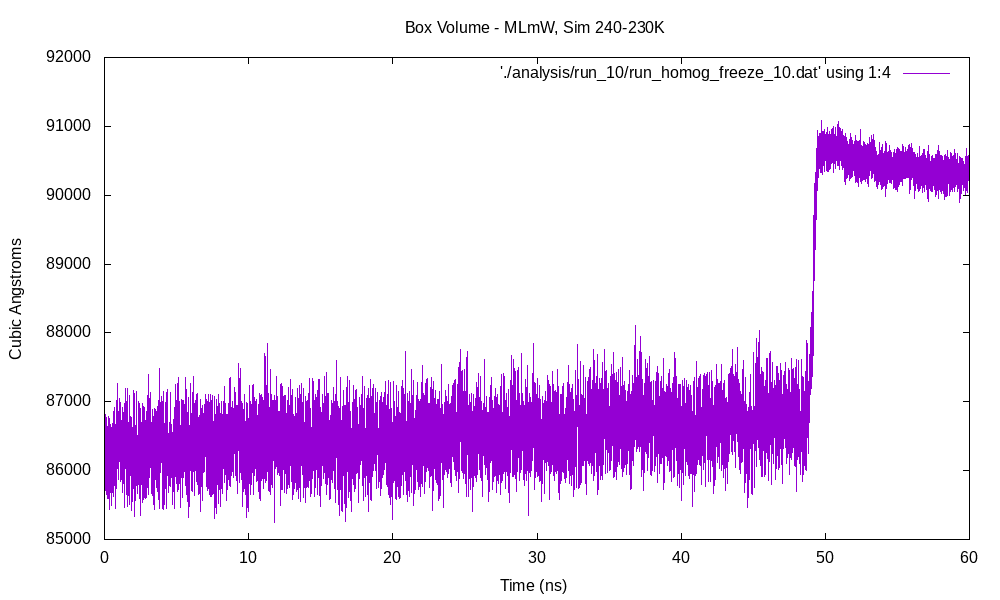 Box Volume - MLmW, Sim 240-230K
'./analysis/run_10/run_homog_freeze_10.dat' using 1:4
92000
91000
90000
89000
88000
87000
86000
85000
Cubic Angstroms
0 10 20 30 40 50 60
Time (ns)